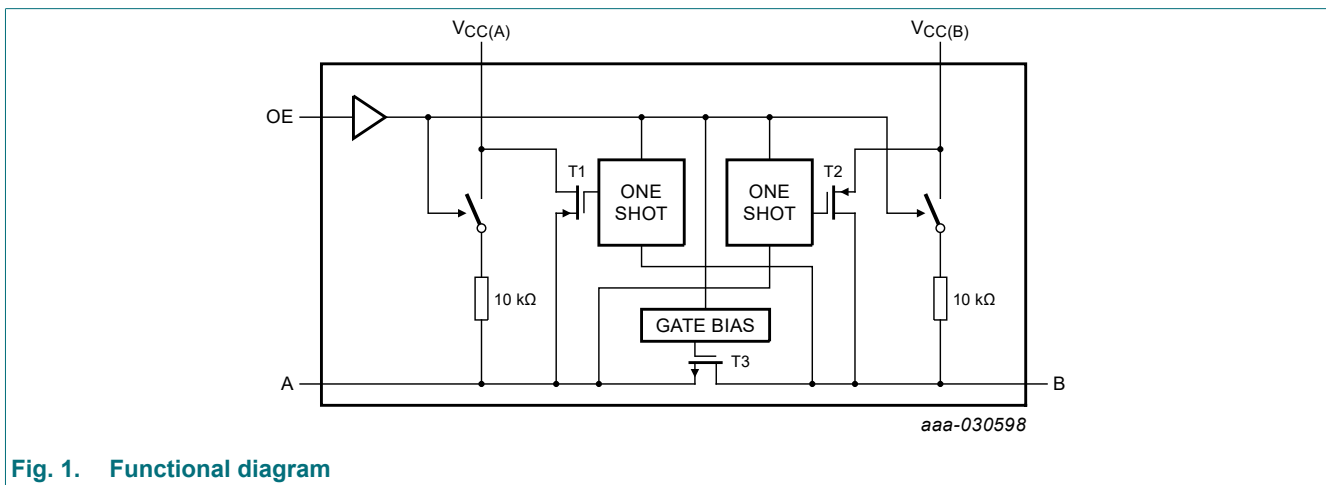 VCC(A)
VCC(B)
OE
T1
ONE
SHOT
ONE
SHOT
T2
10 kΩ
10 kΩ
GATE BIAS
T3
A
B
aaa-030598
Fig. 1. Functional diagram